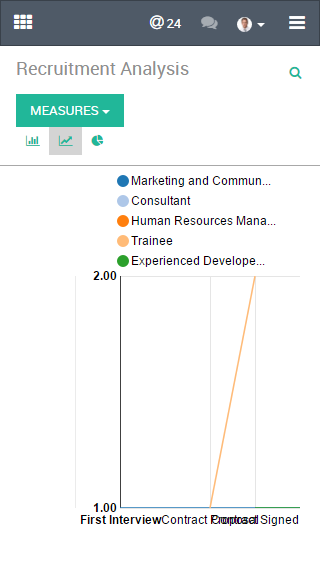 @ 24
Recruitment Analysis
MEASURES
Marketing and Commun...
Consultant
Human Resources Mana...
Trainee
Experienced Develope...
2.00
1.00
First Interview Contract Proposal Contract Signed